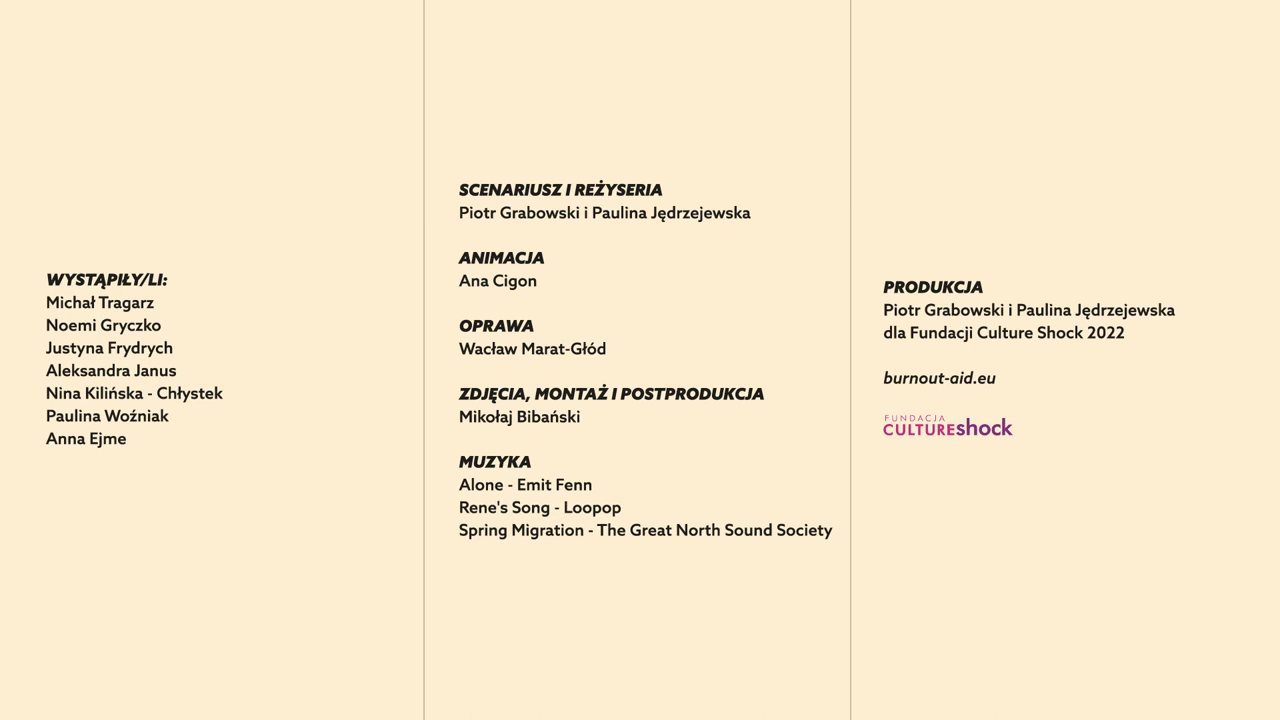 WYSTĄPIŁY/LI:
Michał Tragarz
Noemi Gryczko
Justyna Frydrych
Aleksandra Janus
Nina Kilińska - Chłystek
Paulina Woźniak
Anna Ejme
SCENARIUSZ I REŻYSERIA
Piotr Grabowski i Paulina Jędrzejewska
ANIMACJA
Ana Cigon
OPRAWA
Wacław Marat-Głód
ZDJĘCIA, MONTAŻ I POSTPRODUKCJA
Mikołaj Bibański
MUZYKA
Alone - Emit Fenn
Rene's Song - Loopop
Spring Migration - The Great North Sound Society
PRODUKCJA
Piotr Grabowski i Paulina Jędrzejewska
dla Fundacji Culture Shock 2022
burnout-aid.eu
FUNDACJA
CULTUREshock